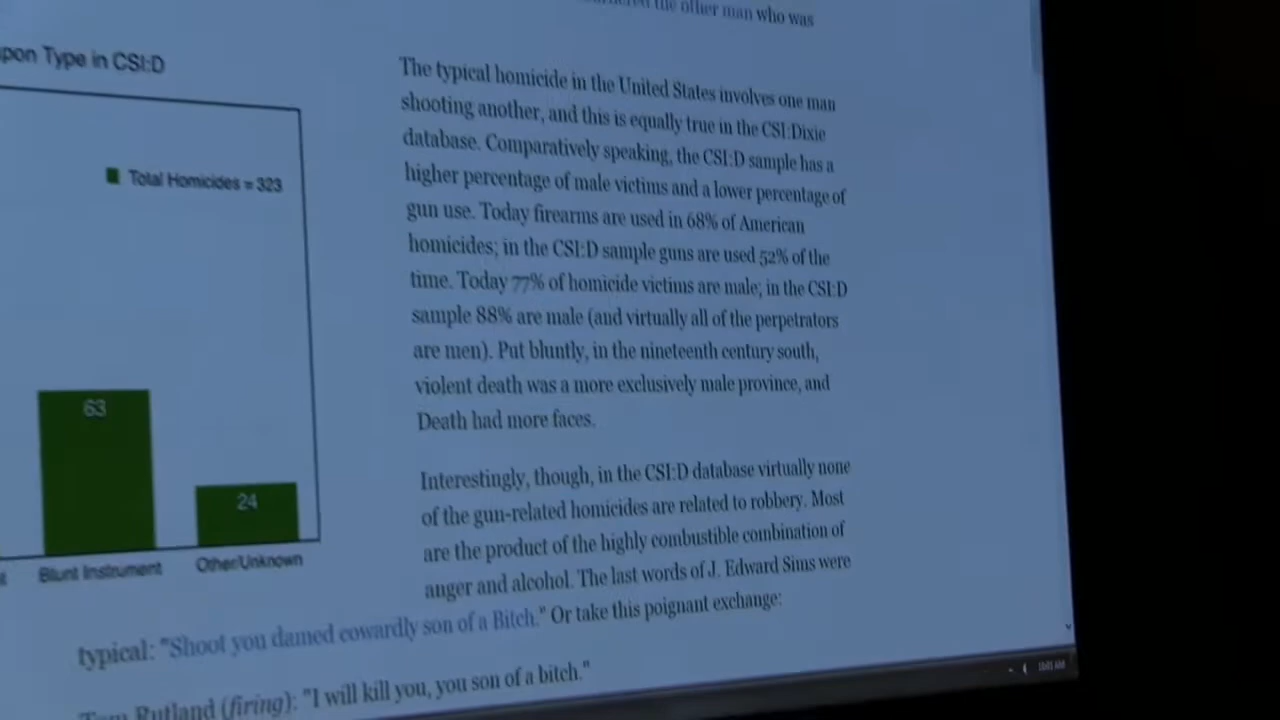 the other man who was
pon Type in CSI:D
Total Homicides = 323
63
24
Blunt Instrument
Other/Unknown
The typical homicide in the United States involves one man
shooting another, and this is equally true in the CSI:Dixie
database. Comparatively speaking, the CSI:D sample has a
higher percentage of male victims and a lower percentage of
gun use. Today firearms are used in 68% of American
homicides; in the CSI:D sample guns are used 52% of the
time. Today 77% of homicide victims are male; in the CSI:D
sample 88% are male (and virtually all of the perpetrators
are men). Put bluntly, in the nineteenth century south,
violent death was a more exclusively male province, and
Death had more faces.
Interestingly, though, in the CSI:D database virtually none
of the gun-related homicides are related to robbery. Most
are the product of the highly combustible combination of
anger and alcohol. The last words of J. Edward Sims were
typical: "Shoot you damed cowardly son of a Bitch." Or take this poignant exchange:
Tom Rutland (firing): "I will kill you, you son of a bitch."